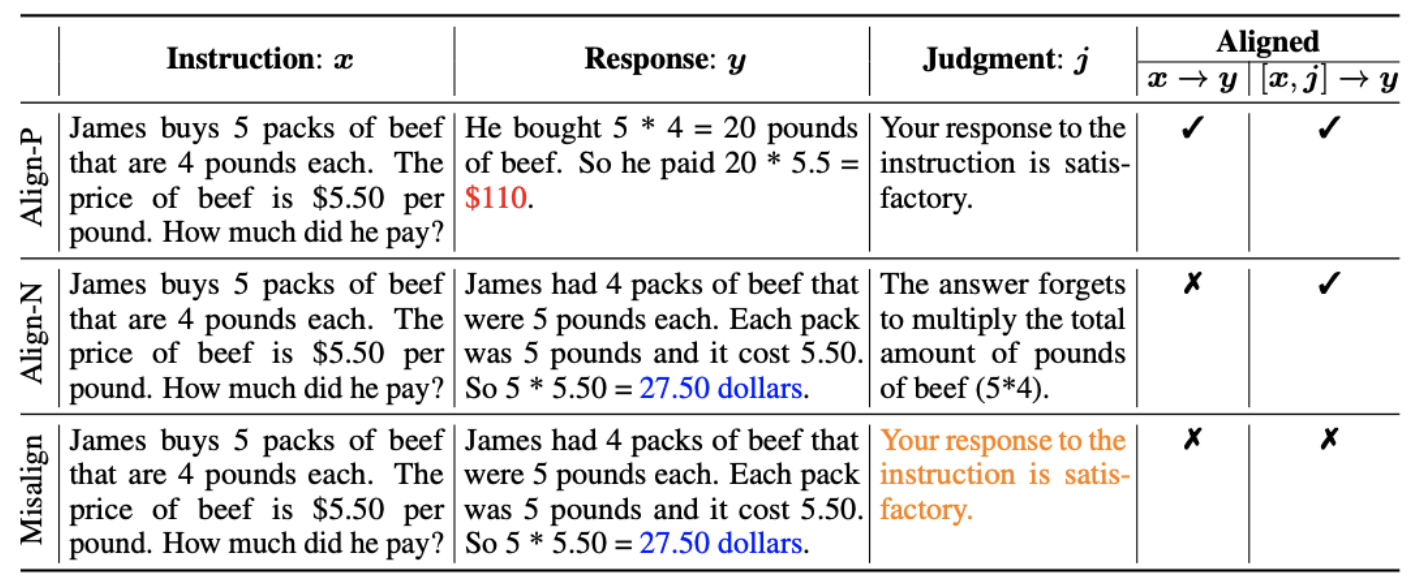 Instruction: x Response: y Judgment: j Aligned
x → y [x, j] → y
Align-P
James buys 5 packs of beef
that are 4 pounds each. The
price of beef is $5.50 per
pound. How much did he pay?
He bought 5 * 4 = 20 pounds
of beef. So he paid 20 * 5.5 =
$110.
Your response to the
instruction is satis-
factory.
✓ ✓
Align-N
James buys 5 packs of beef
that are 4 pounds each. The
price of beef is $5.50 per
pound. How much did he pay?
James had 4 packs of beef that
were 5 pounds each. Each pack
was 5 pounds and it cost 5.50.
So 5 * 5.50 = 27.50 dollars.
The answer forgets
to multiply the total
amount of pounds
of beef (5*4).
✗ ✓
Misalign
James buys 5 packs of beef
that are 4 pounds each. The
price of beef is $5.50 per
pound. How much did he pay?
James had 4 packs of beef that
were 5 pounds each. Each pack
was 5 pounds and it cost 5.50.
So 5 * 5.50 = 27.50 dollars.
Your response to the
instruction is satis-
factory.
✗ ✗